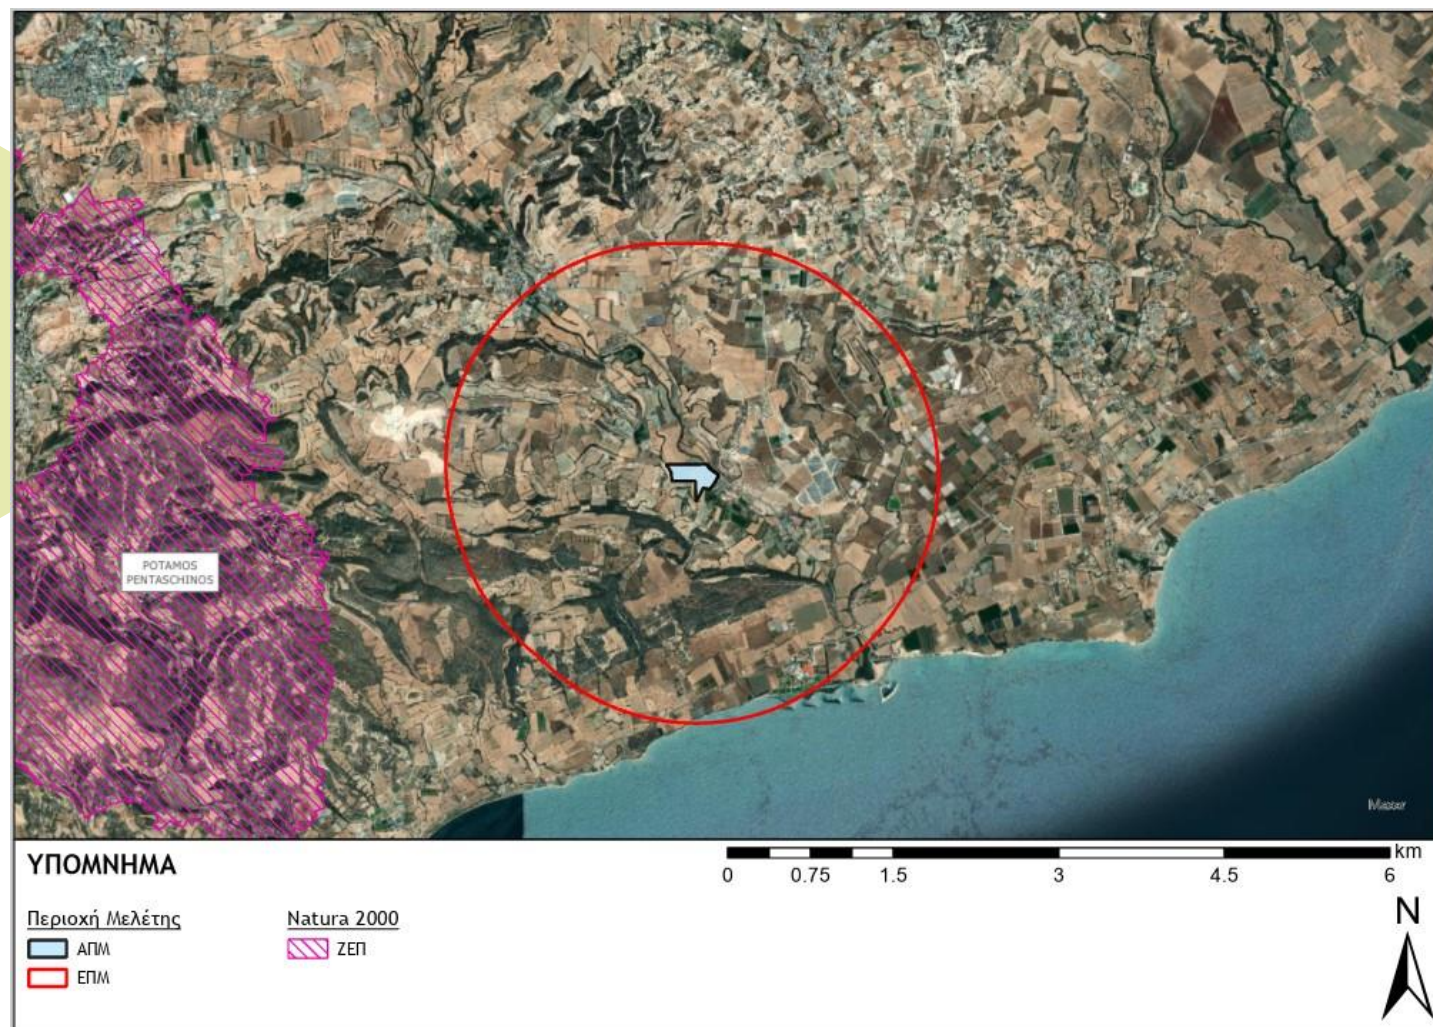 POTAMOS
PENTASCHINOS
Maxar
ΥΠΟΜΝΗΜΑ
Περιοχή Μελέτης
ΑΠΜ
ΕΠΜ
Natura 2000
ΖΕΠ
km
0 0.75 1.5 3 4.5 6
N